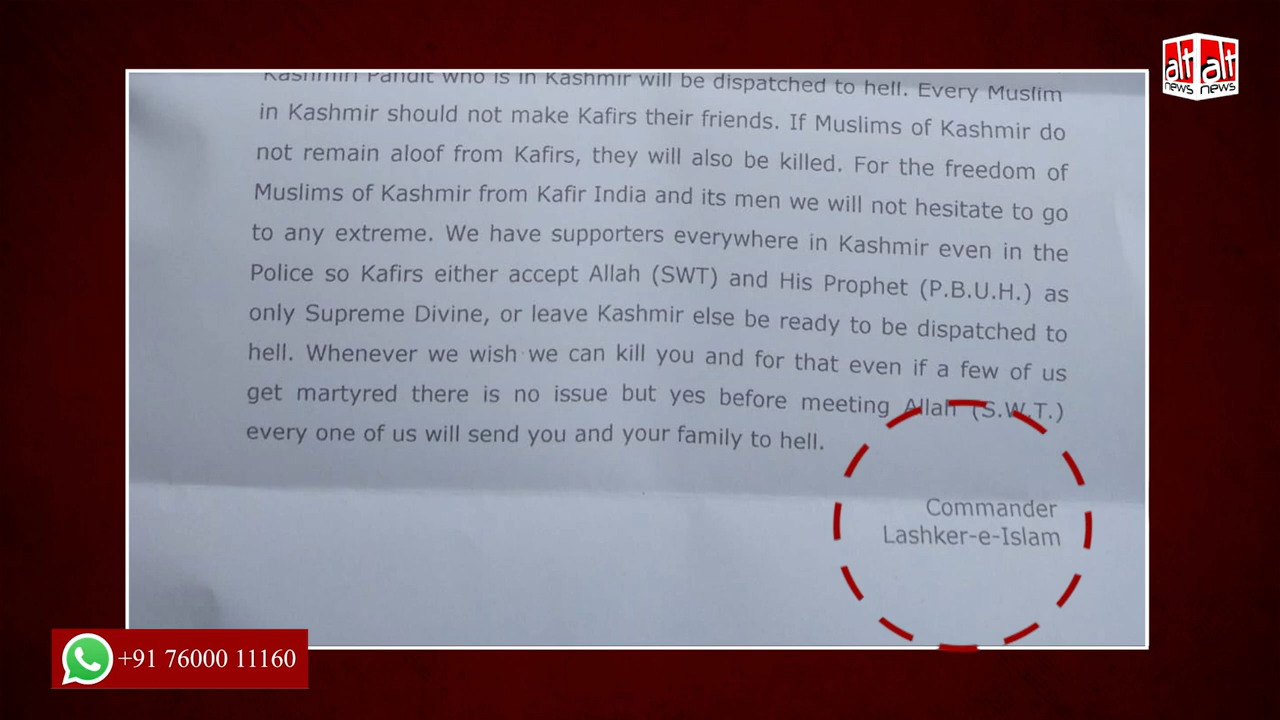 alt alt
news news
Kashmiri Pandit who is in Kashmir will be dispatched to hell. Every Muslim
in Kashmir should not make Kafirs their friends. If Muslims of Kashmir do
not remain aloof from Kafirs, they will also be killed. For the freedom of
Muslims of Kashmir from Kafir India and its men we will not hesitate to go
to any extreme. We have supporters everywhere in Kashmir even in the
Police so Kafirs either accept Allah (SWT) and His Prophet (P.B.U.H.) as
only Supreme Divine, or leave Kashmir else be ready to be dispatched to
hell. Whenever we wish we can kill you and for that even if a few of us
get martyred there is no issue but yes before meeting Allah (S.W.T.)
every one of us will send you and your family to hell.
Commander
Lashker-e-Islam
+91 76000 11160